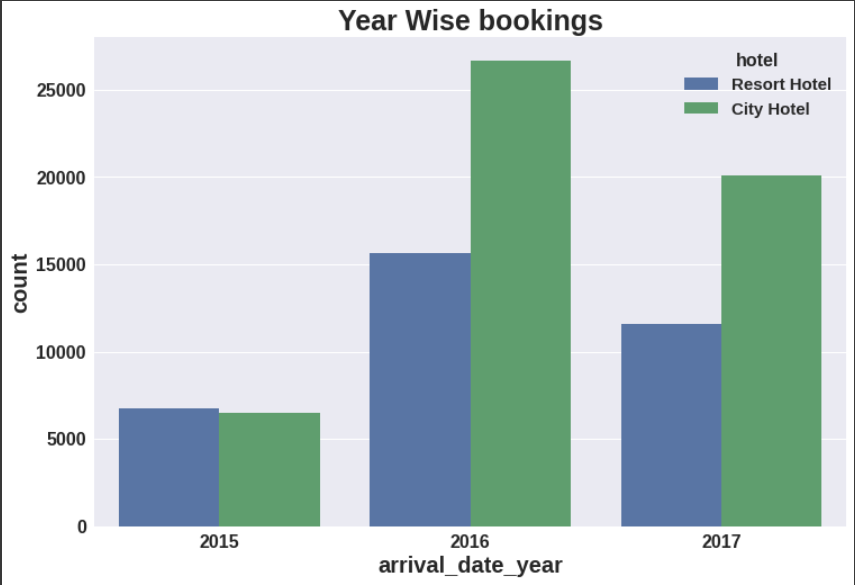 Year Wise bookings
hotel
Resort Hotel
City Hotel
25000
20000
15000
10000
5000
0
count
2015 2016 2017
arrival_date_year